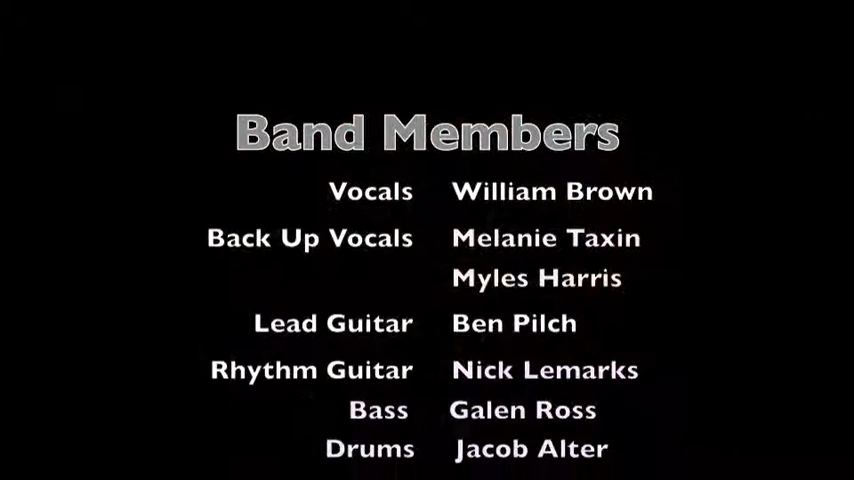 Band Members
Vocals William Brown
Back Up Vocals Melanie Taxin
Myles Harris
Lead Guitar Ben Pilch
Rhythm Guitar Nick Lemarks
Bass Galen Ross
Drums Jacob Alter